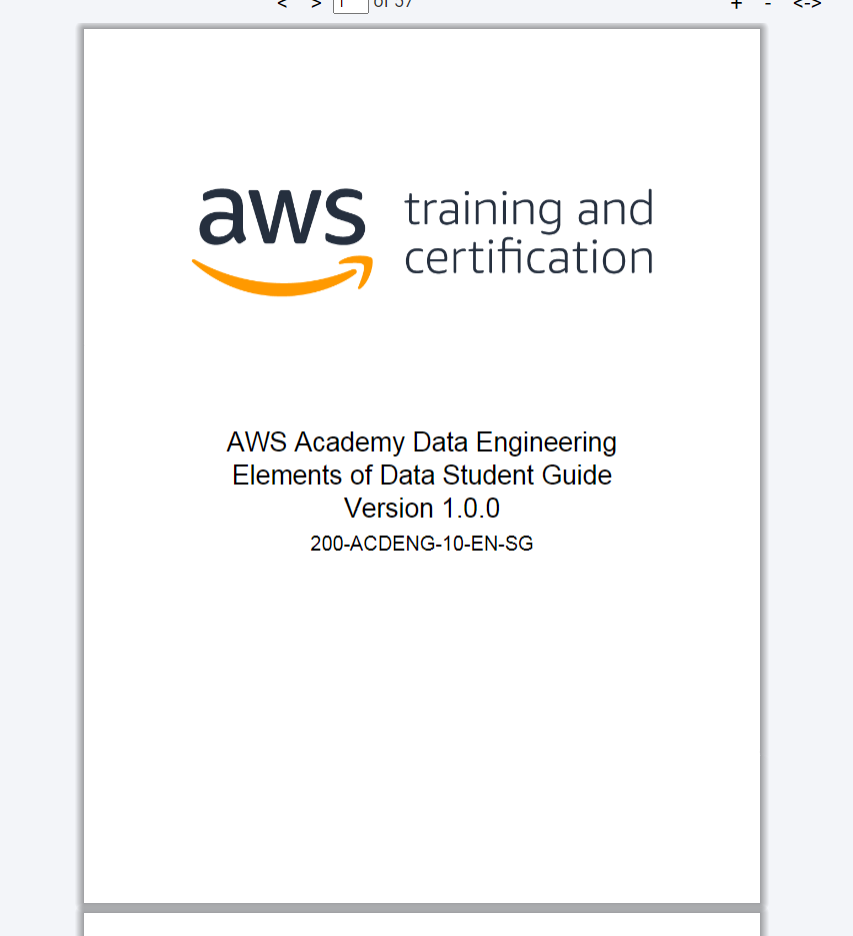 < > 1 of 57 + - <->
aws training and
certification
AWS Academy Data Engineering
Elements of Data Student Guide
Version 1.0.0
200-ACDENG-10-EN-SG